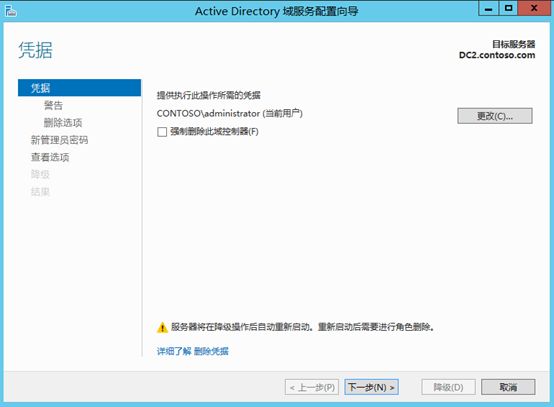 Active Directory 域服务配置向导
凭据
目标服务器
DC2.contoso.com
凭据
警告
删除选项
新管理员密码
查看选项
降级
结果
提供执行此操作所需的凭据
CONTOSO\administrator (当前用户)
更改(C)...
强制删除此域控制器(F)
服务器将在降级操作后自动重新启动。重新启动后需要进行角色删除。
详细了解 删除凭据
< 上一步(P)
下一步(N) >
降级(D)
取消